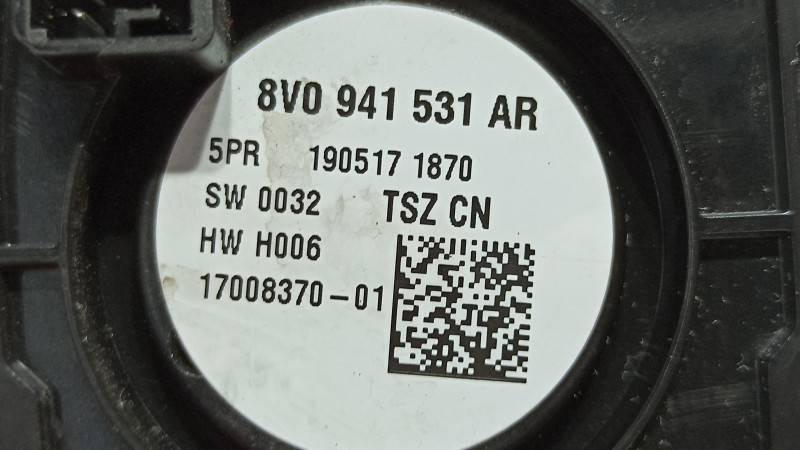 8V0 941 531 AR
5PR 190517 1870
SW 0032 TSZ CN
HW H006
17008370-01